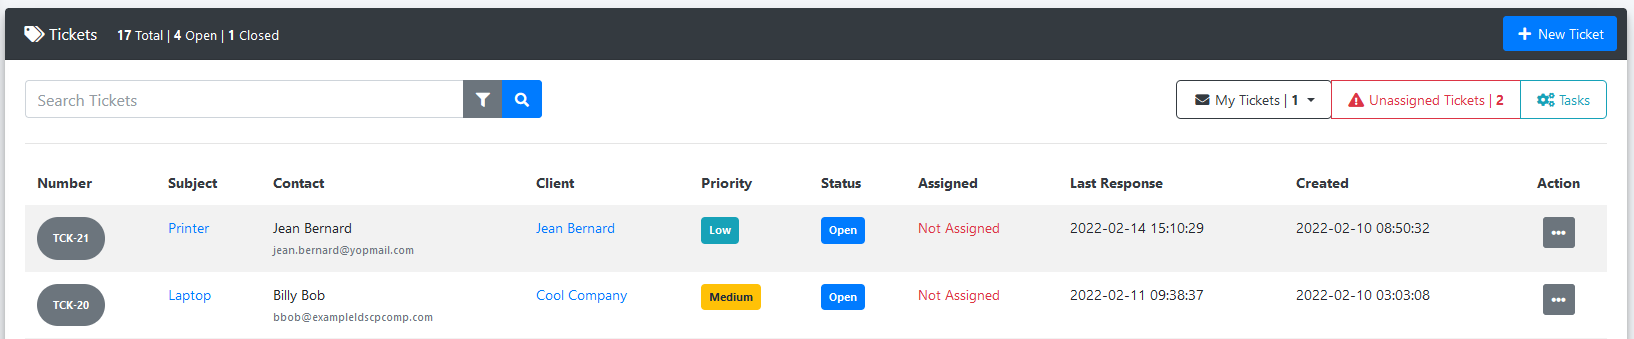 Tickets 17 Total | 4 Open | 1 Closed New Ticket
Search Tickets My Tickets | 1 Unassigned Tickets | 2 Tasks
Number Subject Contact Client Priority Status Assigned Last Response Created Action
TCK-21 Printer Jean Bernard Jean Bernard Low Open Not Assigned 2022-02-14 15:10:29 2022-02-10 08:50:32
jean.bernard@yopmail.com
TCK-20 Laptop Billy Bob Cool Company Medium Open Not Assigned 2022-02-11 09:38:37 2022-02-10 03:03:08
bbob@exampleldscpcomp.com